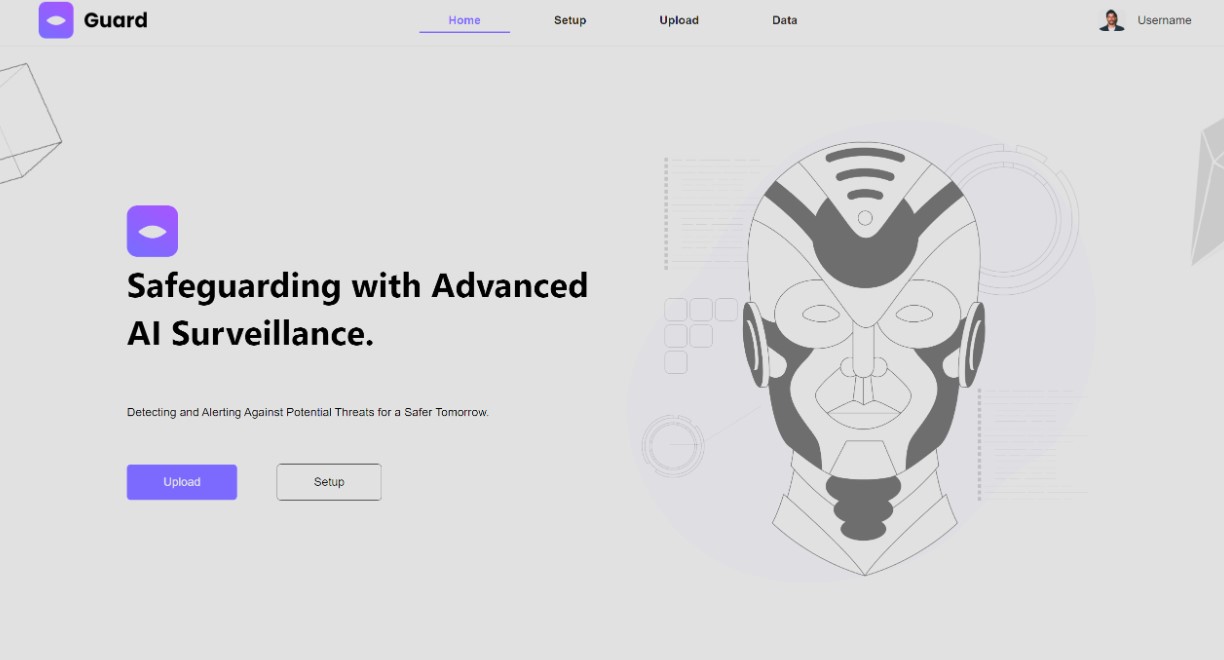 Guard
Home
Setup
Upload
Data
Username
Safeguarding with Advanced
AI Surveillance.
Detecting and Alerting Against Potential Threats for a Safer Tomorrow.
Upload
Setup